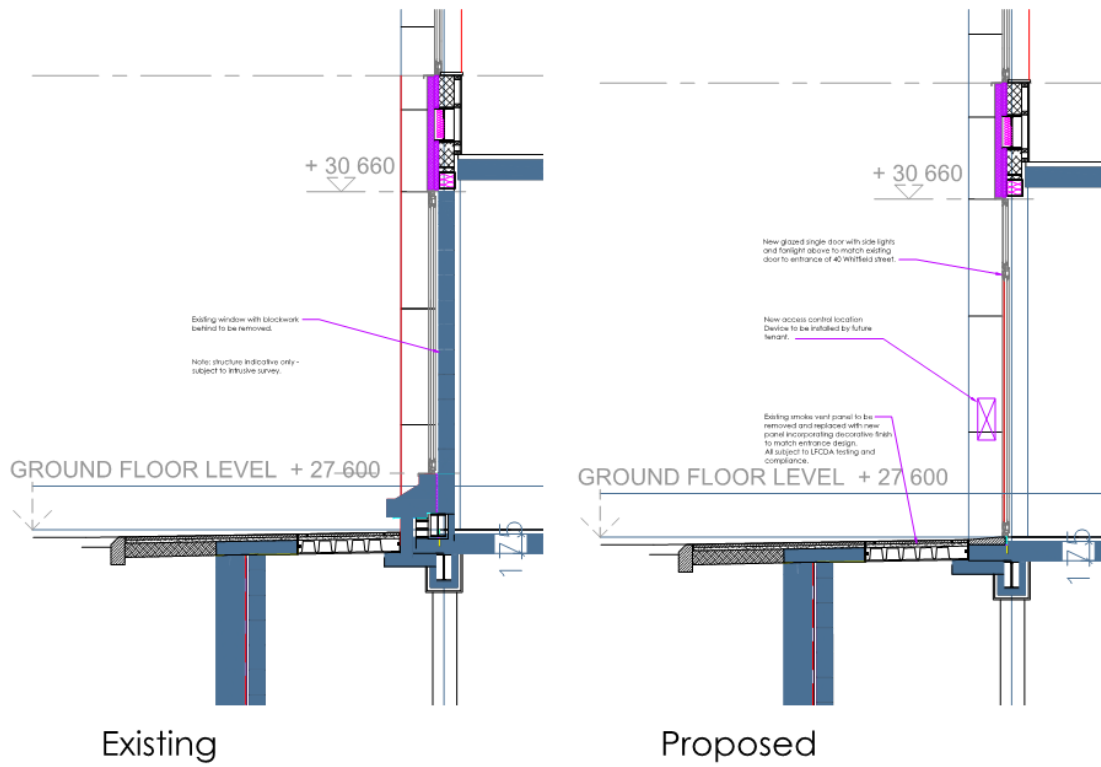 + 30 660
Existing window with blockwork
behind to be removed.
Note: structure indicative only -
subject to intrusive survey.
GROUND FLOOR LEVEL + 27 600
175
Existing
+ 30 660
New glazed single door with side lights
and fanlight above to match existing
door to entrance of 40 Whitfield street.
New access control location
Device to be installed by future
tenant.
Existing smoke vent panel to be
removed and replaced with new
panel incorporating decorative finish
to match entrance design.
All subject to LFCDA testing and
compliance.
GROUND FLOOR LEVEL + 27 600
175
Proposed